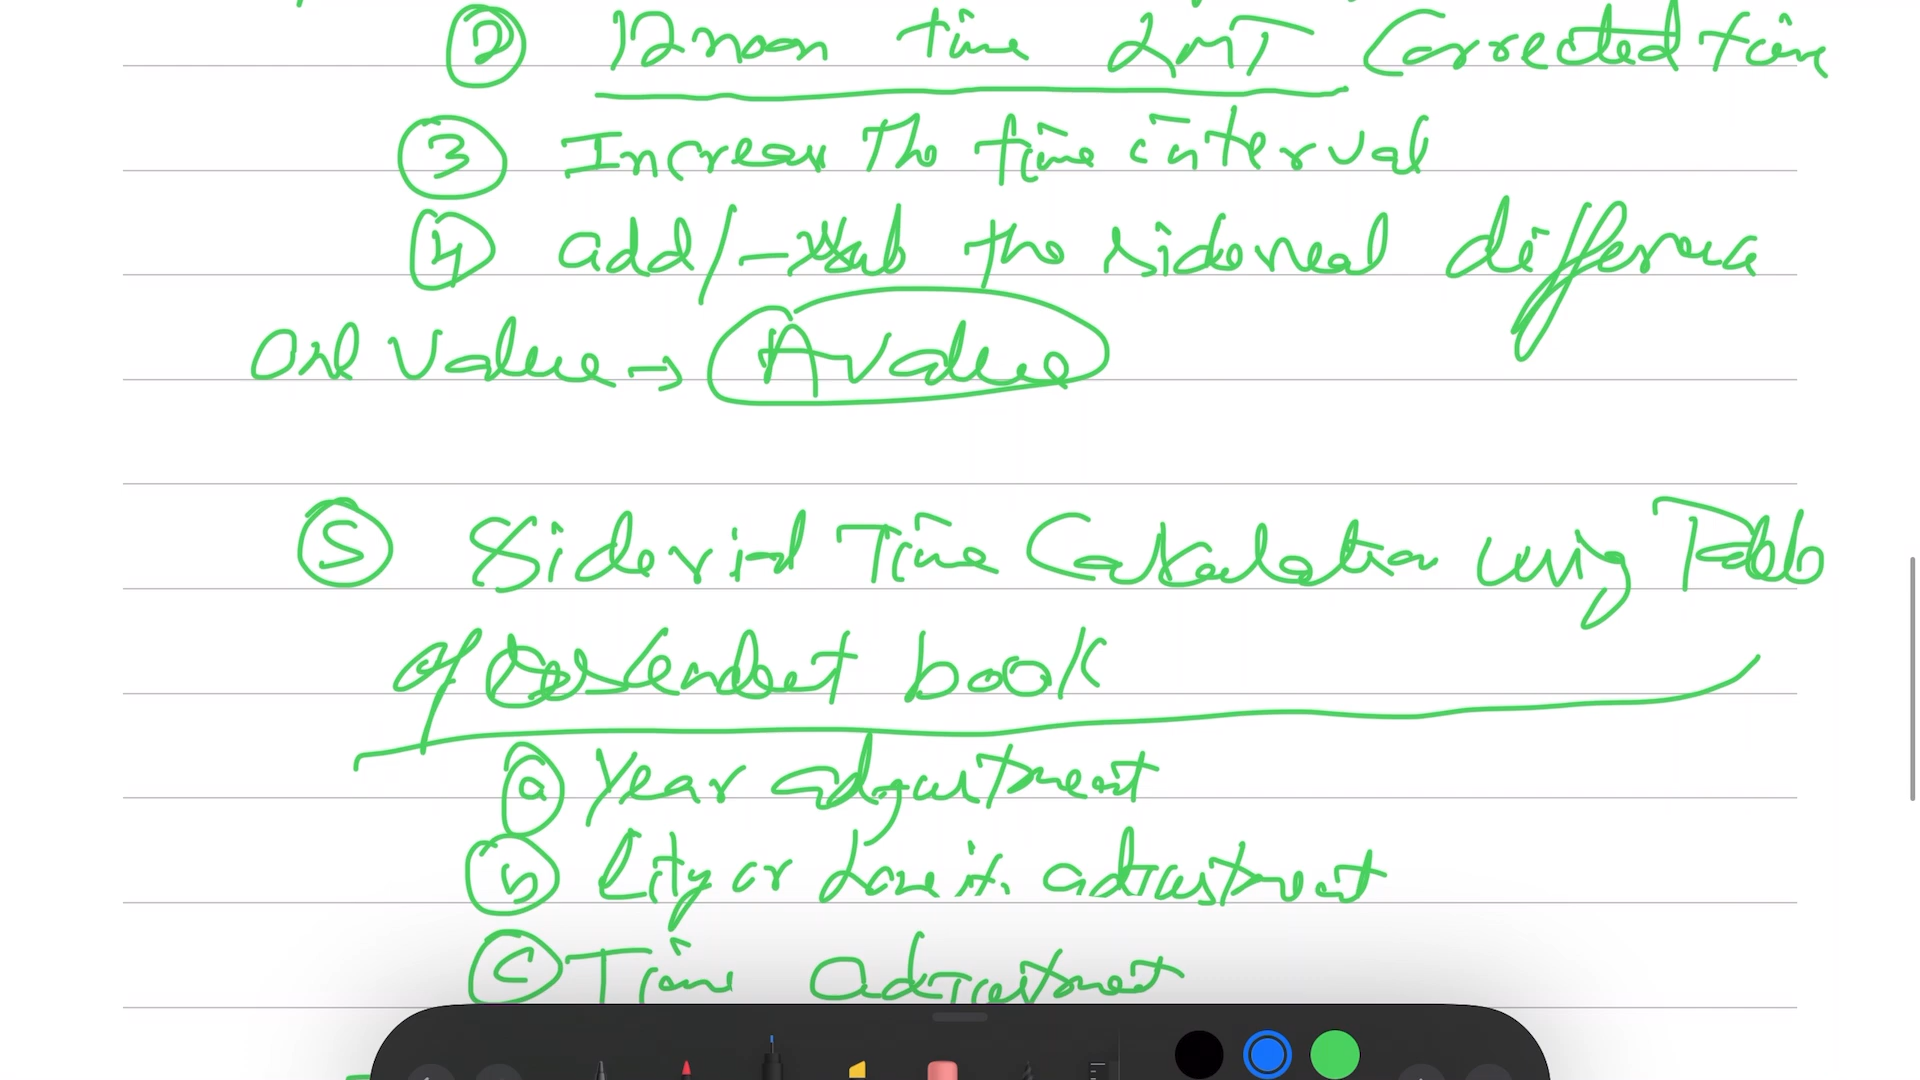 ② 12 noon time LMT Corrected time
③ Increase The time interval
④ add/-sub the sidereal difference
value → A value
⑤ Siderial Time Calculation using Table
of ascendent book
ⓐ Year adjustment
ⓑ City or adjustment
ⓒ Time adjustment